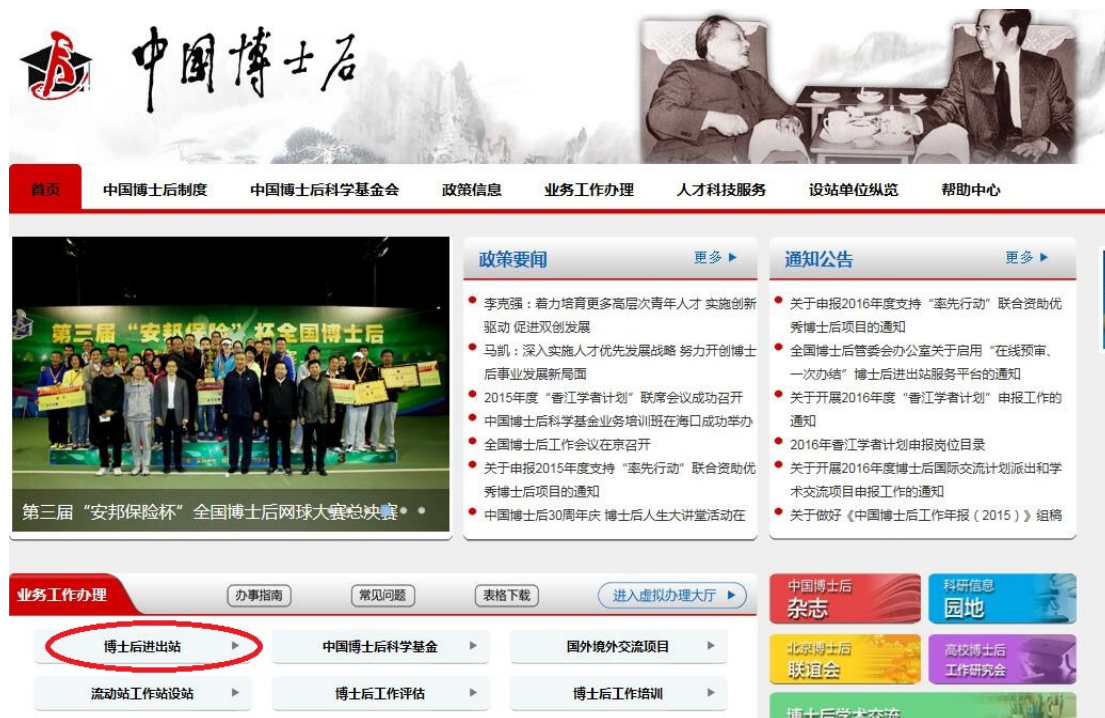 中国博士后
首页 中国博士后制度 中国博士后科学基金会 政策信息 业务工作办理 人才科技服务 设站单位纵览 帮助中心
第三届“安邦保险”杯全国博士后
第三届“安邦保险杯”全国博士后网球大赛总决赛
政策要闻 更多
李克强：着力培育更多高层次青年人才 实施创新
驱动 促进双创发展
马凯：深入实施人才优先发展战略 努力开创博士
后事业发展新局面
2015年度“香江学者计划”联席会议成功召开
中国博士后科学基金业务培训班在海口成功举办
全国博士后工作会议在京召开
关于申报2015年度支持“率先行动”联合资助优
秀博士后项目的通知
中国博士后30周年庆 博士后人生大讲堂活动在
通知公告 更多
关于申报2016年度支持“率先行动”联合资助优
秀博士后项目的通知
全国博士后管委会办公室关于启用“在线预审、
一次办结”博士后进出站服务平台的通知
关于开展2016年度“香江学者计划”申报工作的
通知
2016年香江学者计划申报岗位目录
关于开展2016年度博士后国际交流计划派出和学
术交流项目申报工作的通知
关于做好《中国博士后工作年报（2015）》组稿
业务工作办理 办事指南 常见问题 表格下载 进入虚拟办理大厅
博士后进出站 中国博士后科学基金 国外境外交流项目
流动站工作站设站 博士后工作评估 博士后工作培训
中国博士后
杂志
科研信息
园地
北京博士后
联谊会
高校博士后
工作研究会
博士后学术交流